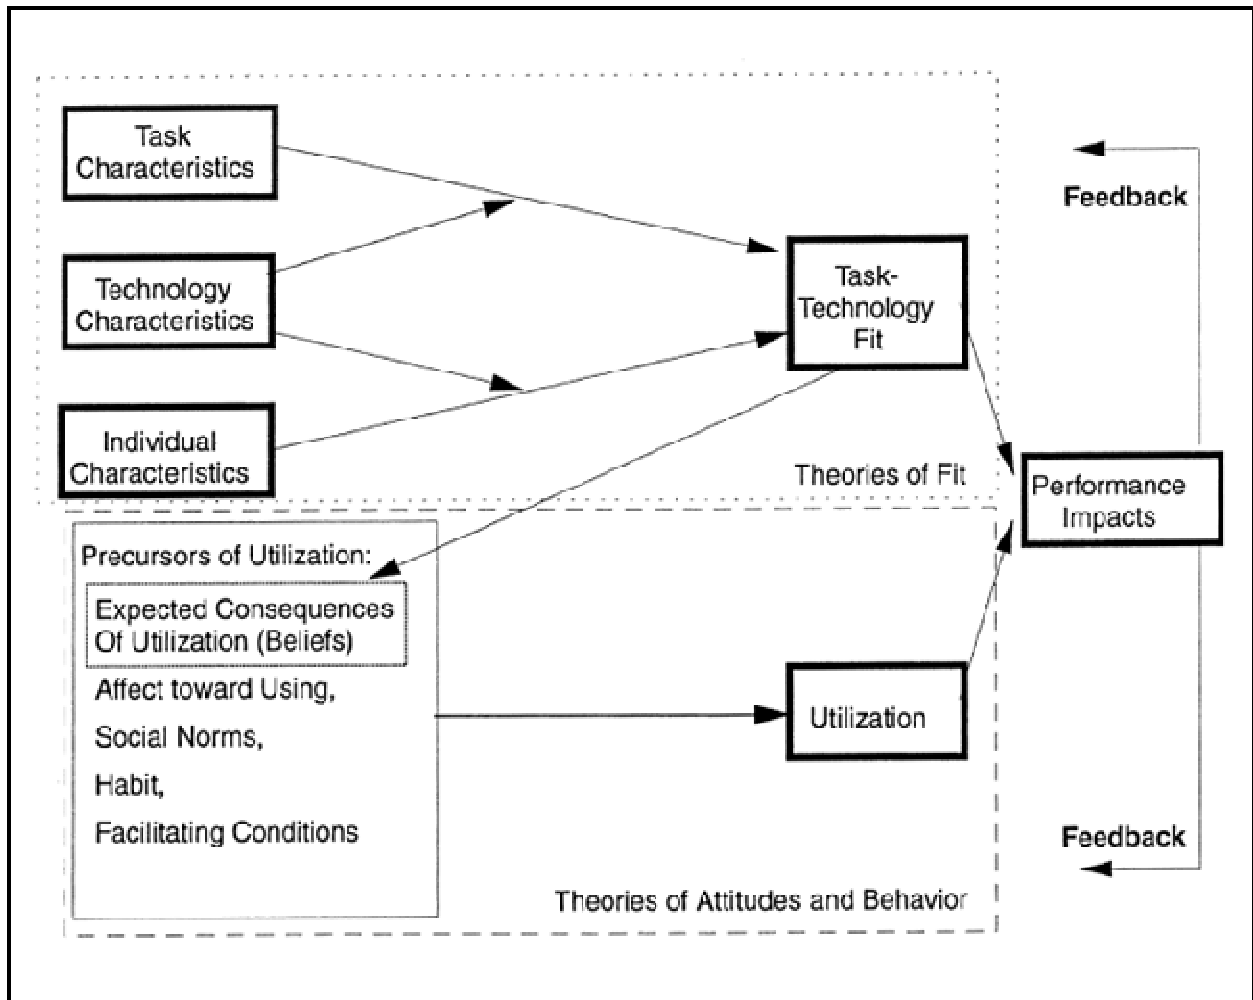 Task
Characteristics
Technology
Characteristics
Individual
Characteristics
Task-
Technology
Fit
Theories of Fit
Feedback
Performance
Impacts
Precursors of Utilization:
Expected Consequences
Of Utilization (Beliefs)
Affect toward Using,
Social Norms,
Habit,
Facilitating Conditions
Utilization
Theories of Attitudes and Behavior
Feedback